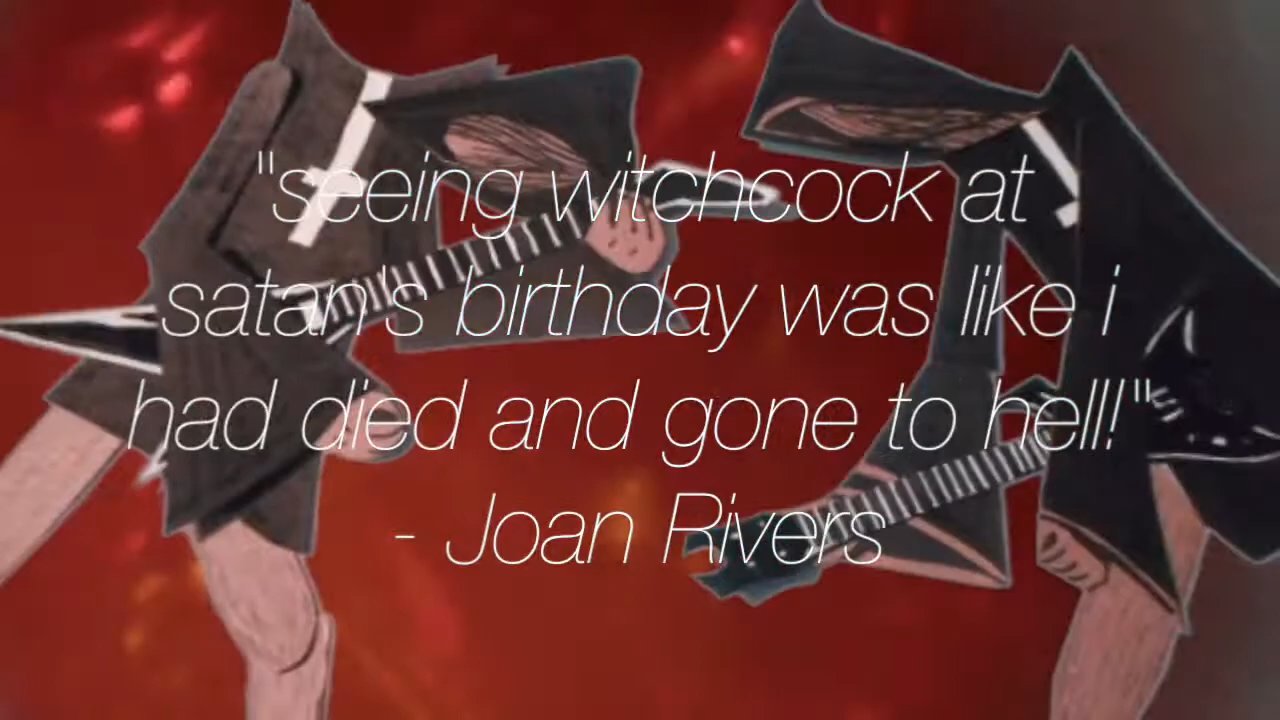 "seeing witchcock at
satan's birthday was like i
had died and gone to hell!"
- Joan Rivers